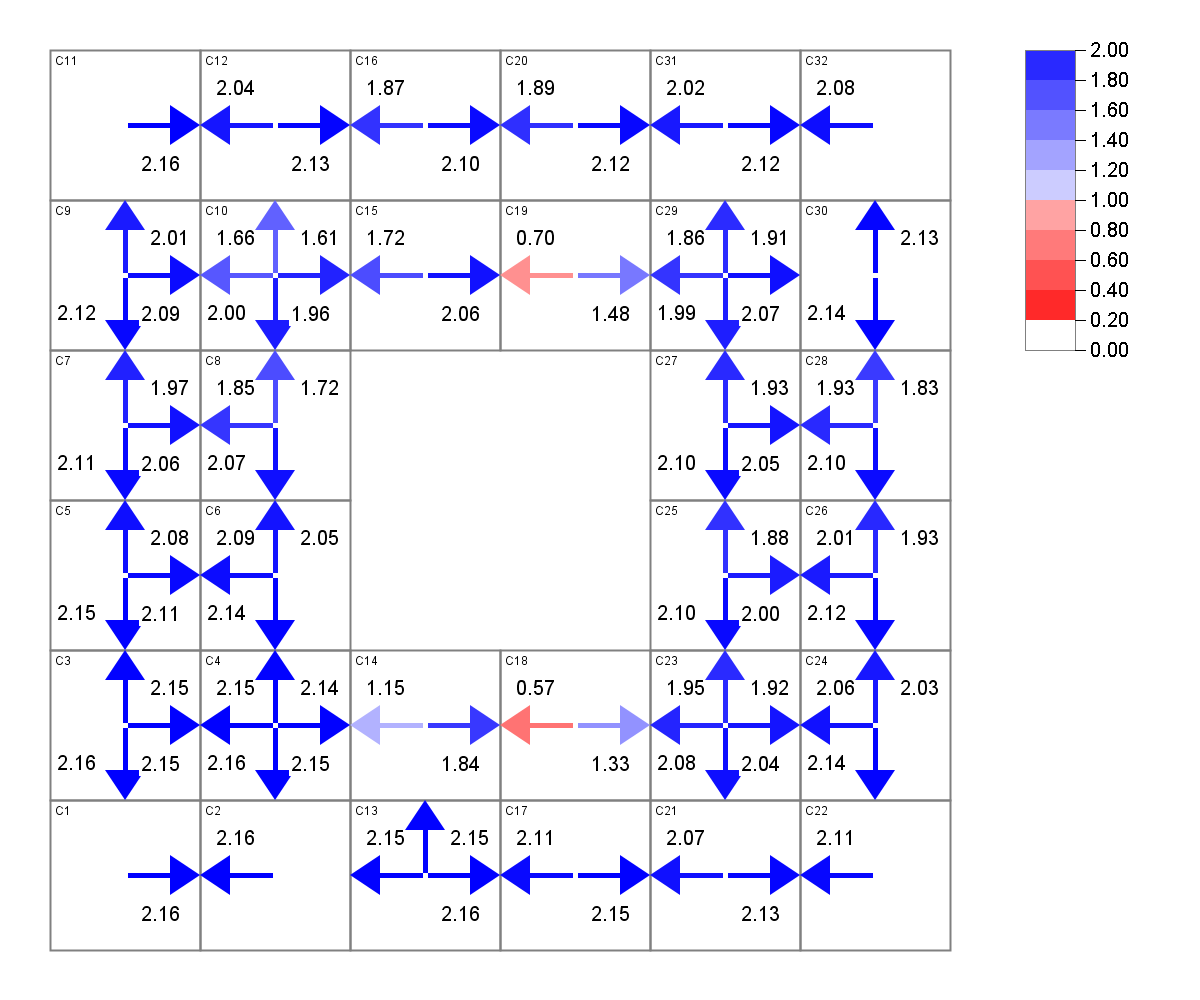 C11 C12 C16 C20 C31 C32 2.00
2.04 1.87 1.89 2.02 2.08 1.80
1.60
1.40
2.16 2.13 2.10 2.12 2.12 1.20
1.00
C9 C10 C15 C19 C29 C30
2.01 1.66 1.61 1.72 0.70 1.86 1.91 2.13 0.80
0.60
0.40
2.12 2.09 2.00 1.96 2.06 1.48 1.99 2.07 2.14 0.20
0.00
C7 C8 C27 C28
1.97 1.85 1.72 1.93 1.93 1.83
2.11 2.06 2.07 2.10 2.05 2.10
C5 C6 C25 C26
2.08 2.09 2.05 1.88 2.01 1.93
2.15 2.11 2.14 2.10 2.00 2.12
C3 C4 C14 C18 C23 C24
2.15 2.15 2.14 1.15 0.57 1.95 1.92 2.06 2.03
2.16 2.15 2.16 2.15 1.84 1.33 2.08 2.04 2.14
C1 C2 C13 C17 C21 C22
2.16 2.15 2.15 2.11 2.07 2.11
2.16 2.16 2.15 2.13